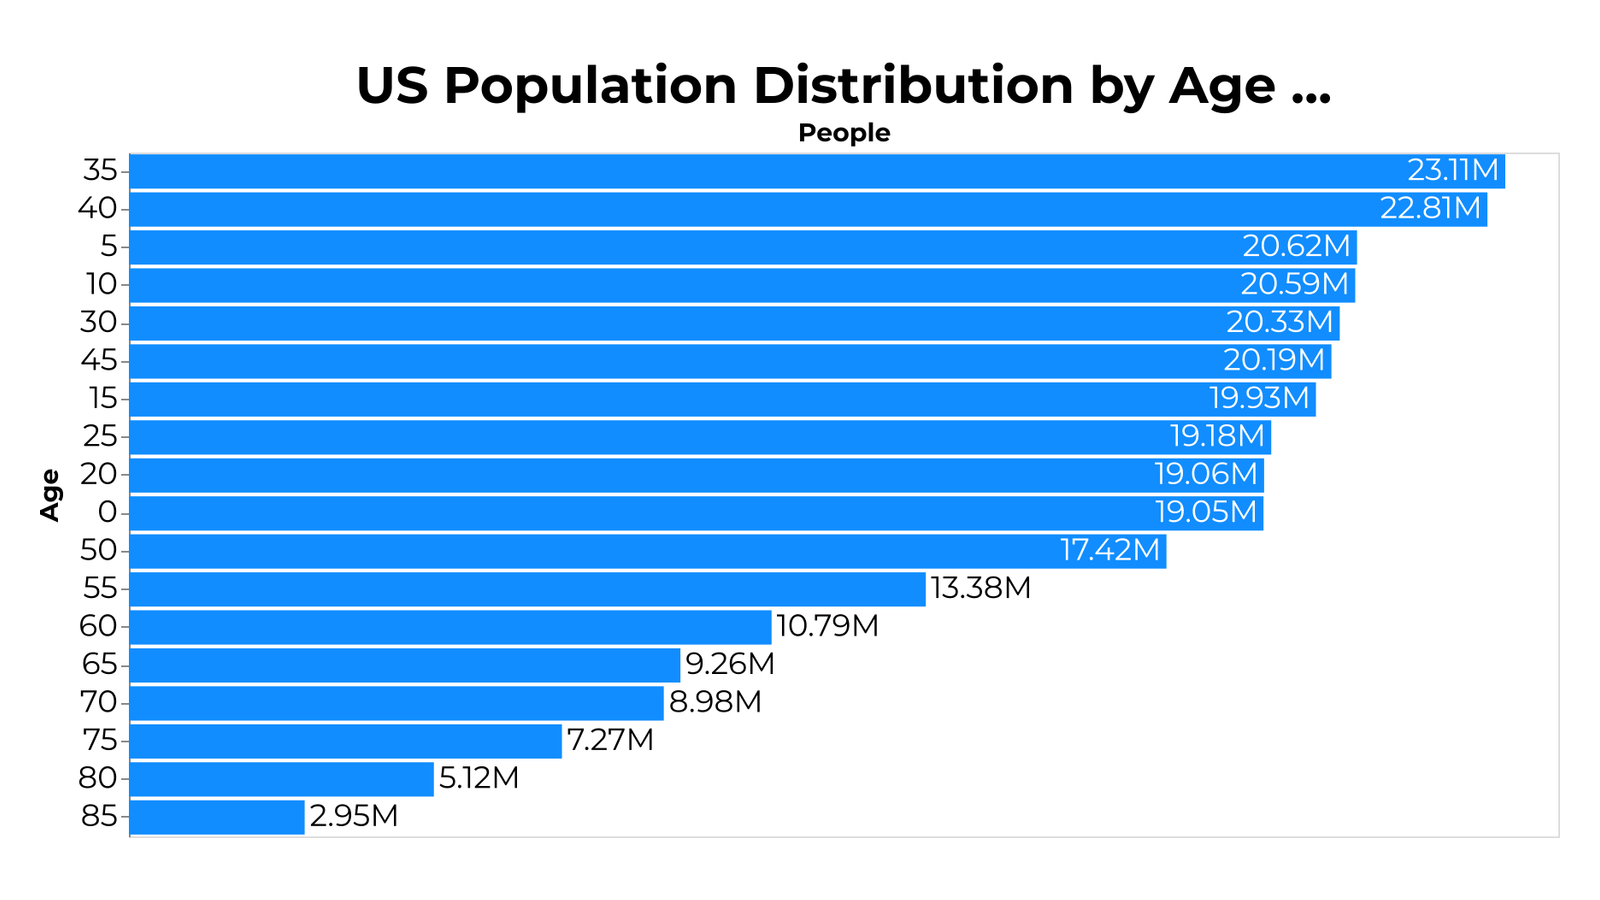 US Population Distribution by Age ...
People
35 23.11M
40 22.81M
5 20.62M
10 20.59M
30 20.33M
45 20.19M
15 19.93M
25 19.18M
20 19.06M
0 19.05M
50 17.42M
55 13.38M
60 10.79M
65 9.26M
70 8.98M
75 7.27M
80 5.12M
85 2.95M
Age